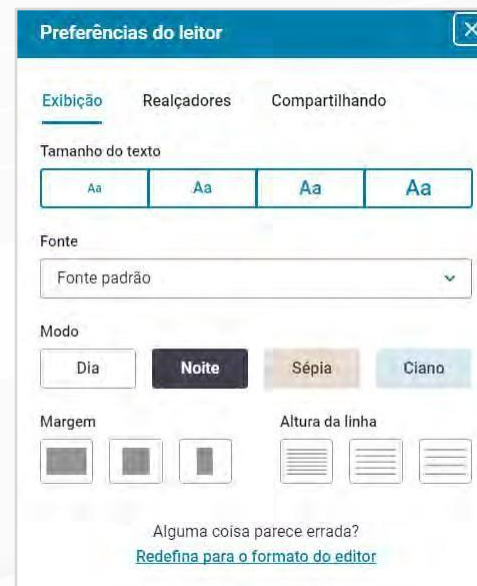 Preferências do leitor
Exibição Realçadores Compartilhando
Tamanho do texto
Aa Aa Aa Aa
Fonte
Fonte padrão
Modo
Dia Noite Sépia Ciano
Margem Altura da linha
Alguma coisa parece errada?
Redefina para o formato do editor